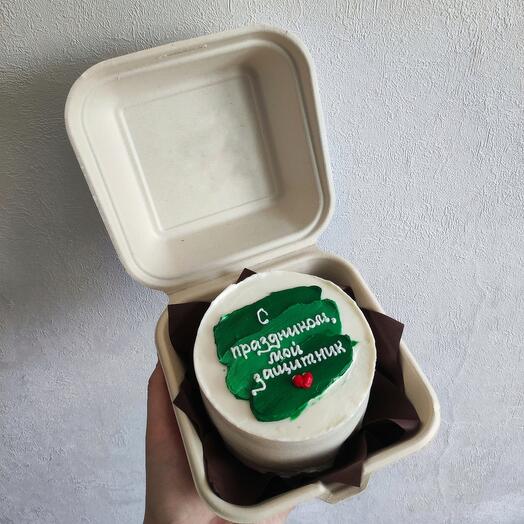 С
праздником,
мой
защитник